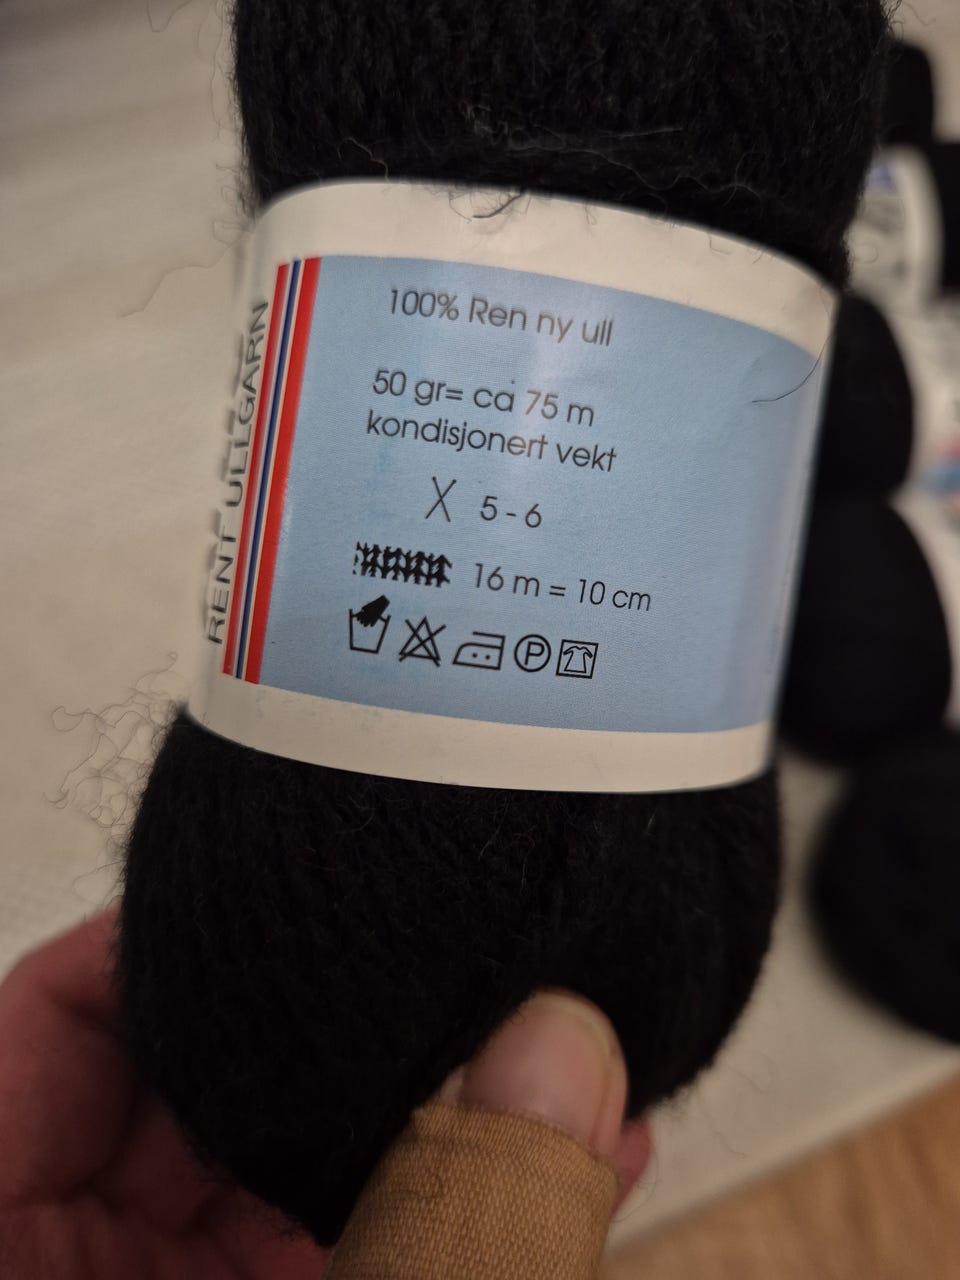 RENT ULLGARN
100% Ren ny ull
50 gr= ca 75 m
kondisjonert vekt
5 - 6
16 m = 10 cm
P